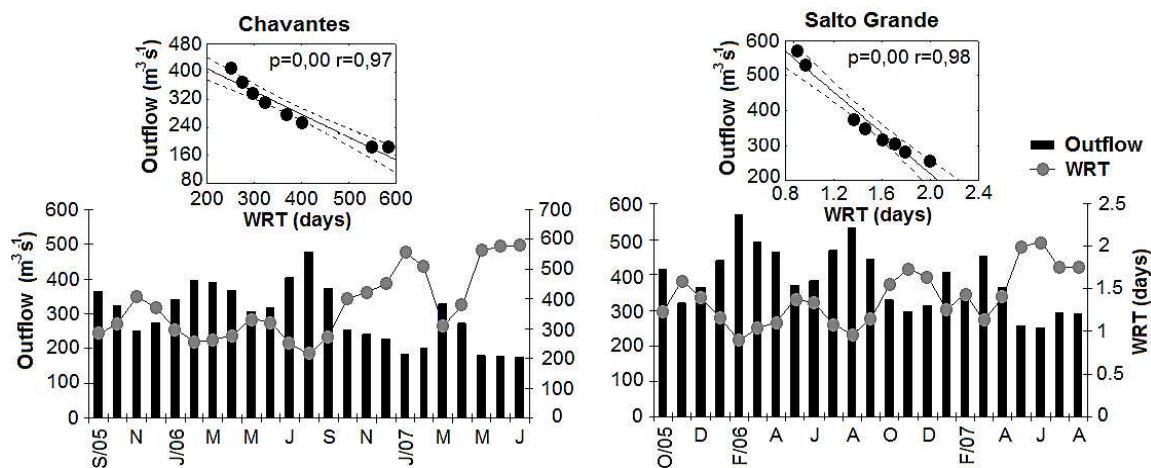 Chavantes
Outflow (m³s⁻¹)
480
400
320
240
160
80
p=0,00 r=0,97
200 300 400 500 600
WRT (days)
Salto Grande
Outflow (m³s⁻¹)
600
500
400
300
200
p=0,00 r=0,98
0.8 1.2 1.6 2.0 2.4
WRT (days)
Outflow
WRT
Outflow (m³s⁻¹)
600
500
400
300
200
100
0
700
600
500
400
300
200
100
0
S/05 N J/06 M M J S N J/07 M M J
600
500
400
300
200
100
0
2.5
2
1.5
1
0.5
0
WRT (days)
O/05 D F/06 A J A O D F/07 A J A